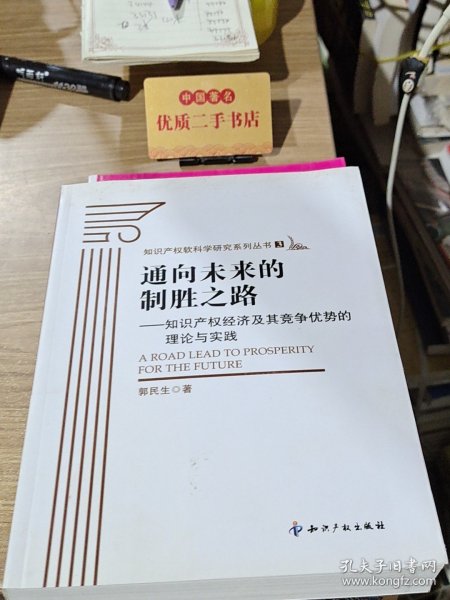 中国著名
优质二手书店
知识产权软科学研究系列丛书 3
通向未来的
制胜之路
——知识产权经济及其竞争优势的
理论与实践
A ROAD LEAD TO PROSPERITY
FOR THE FUTURE
郭民生◎著
知识产权出版社
孔夫子旧书网
www.kongfz.com